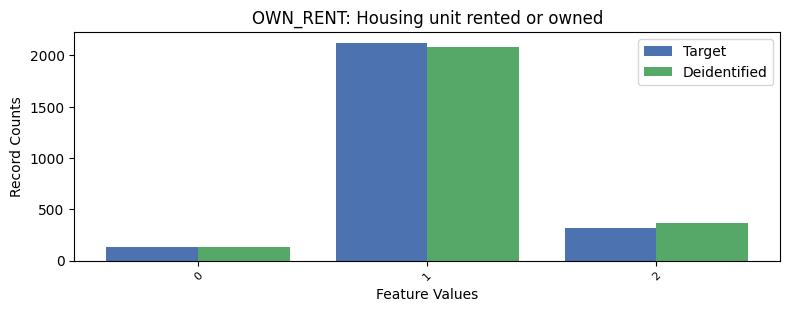 OWN_RENT: Housing unit rented or owned
Target
Deidentified
Record Counts
2000
1500
1000
500
0
0
1
2
Feature Values